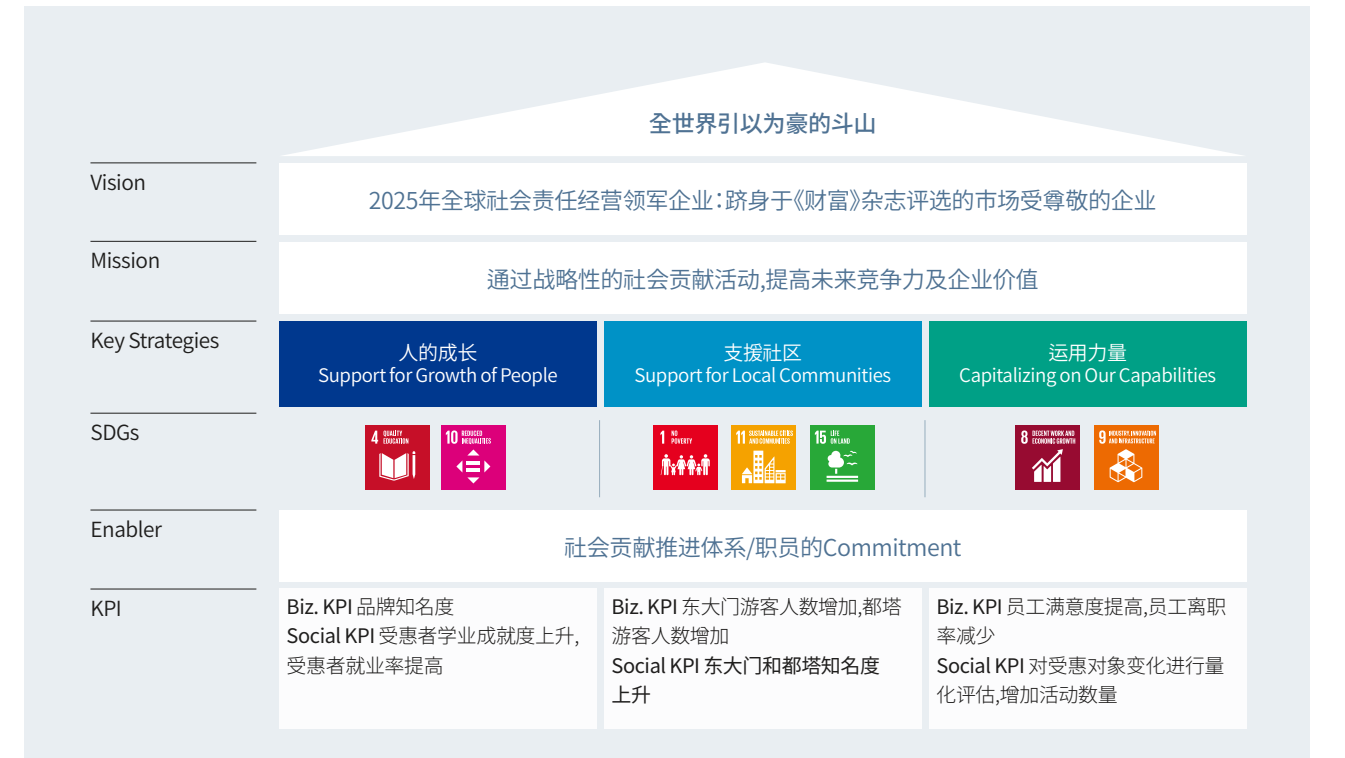 全世界引以为豪的斗山
Vision
2025年全球社会责任经营领军企业：跻身于《财富》杂志评选的市场受尊敬的企业
Mission
通过战略性的社会贡献活动,提高未来竞争力及企业价值
Key Strategies
人的成长
Support for Growth of People
支援社区
Support for Local Communities
运用力量
Capitalizing on Our Capabilities
SDGs
4 QUALITY
EDUCATION
10 REDUCED
INEQUALITIES
1 NO
POVERTY
11 SUSTAINABLE CITIES
AND COMMUNITIES
15 LIFE
ON LAND
8 DECENT WORK AND
ECONOMIC GROWTH
9 INDUSTRY, INNOVATION
AND INFRASTRUCTURE
Enabler
社会贡献推进体系/职员的Commitment
KPI
Biz. KPI 品牌知名度
Social KPI 受惠者学业成就度上升,
受惠者就业率提高
Biz. KPI 东大门游客人数增加,都塔
游客人数增加
Social KPI 东大门和都塔知名度
上升
Biz. KPI 员工满意度提高,员工离职
率减少
Social KPI 对受惠对象变化进行量
化评估,增加活动数量